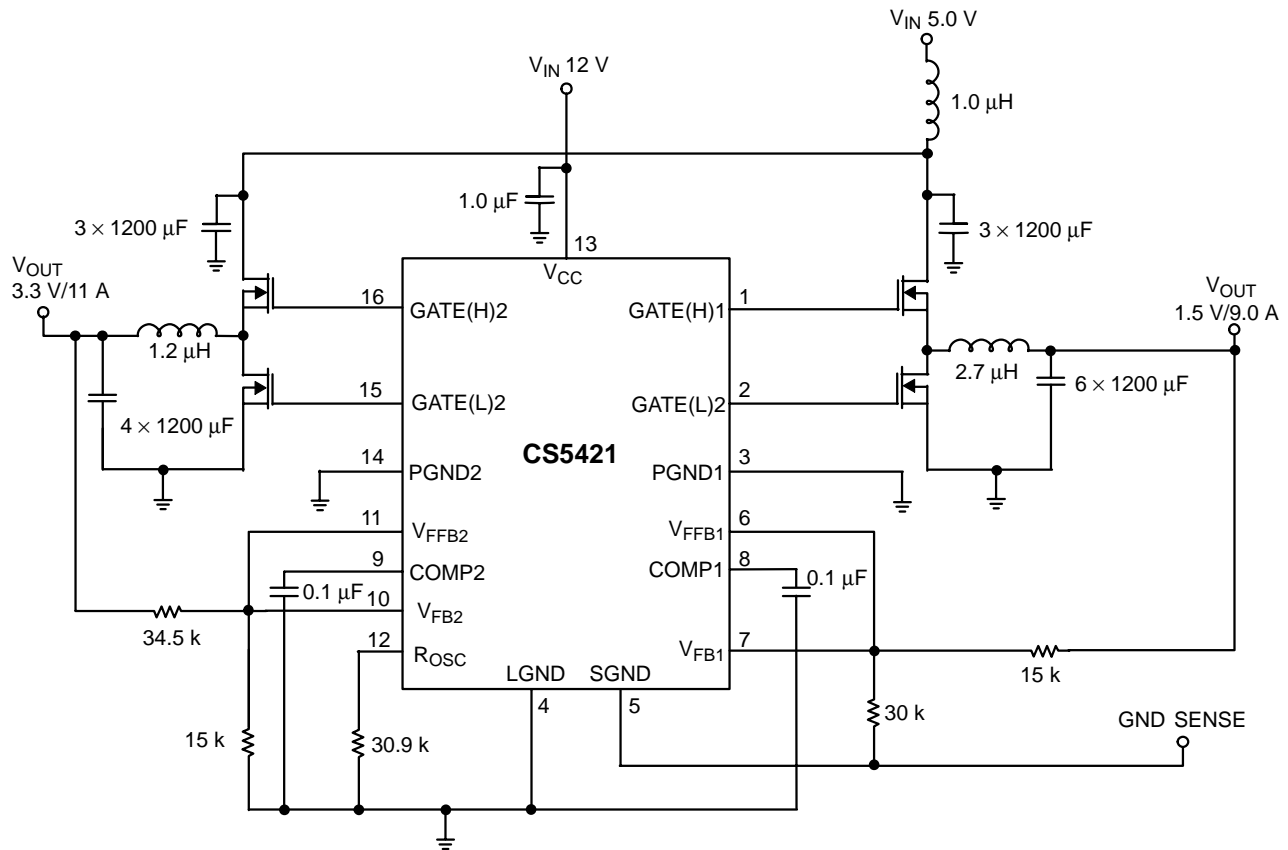 V_IN 5.0 V
V_IN 12 V
1.0 μH
1.0 μF
3 × 1200 μF
3 × 1200 μF
13
V_CC
V_OUT
3.3 V/11 A
V_OUT
1.5 V/9.0 A
16
GATE(H)2
GATE(H)1
1
1.2 μH
2.7 μH
4 × 1200 μF
6 × 1200 μF
15
GATE(L)2
GATE(L)2
2
CS5421
14
PGND2
PGND1
3
11
V_FFB2
V_FFB1
6
9
COMP2
COMP1
8
0.1 μF
0.1 μF
10
V_FB2
34.5 k
12
R_OSC
V_FB1
7
15 k
LGND
SGND
4
5
15 k
30.9 k
30 k
GND SENSE